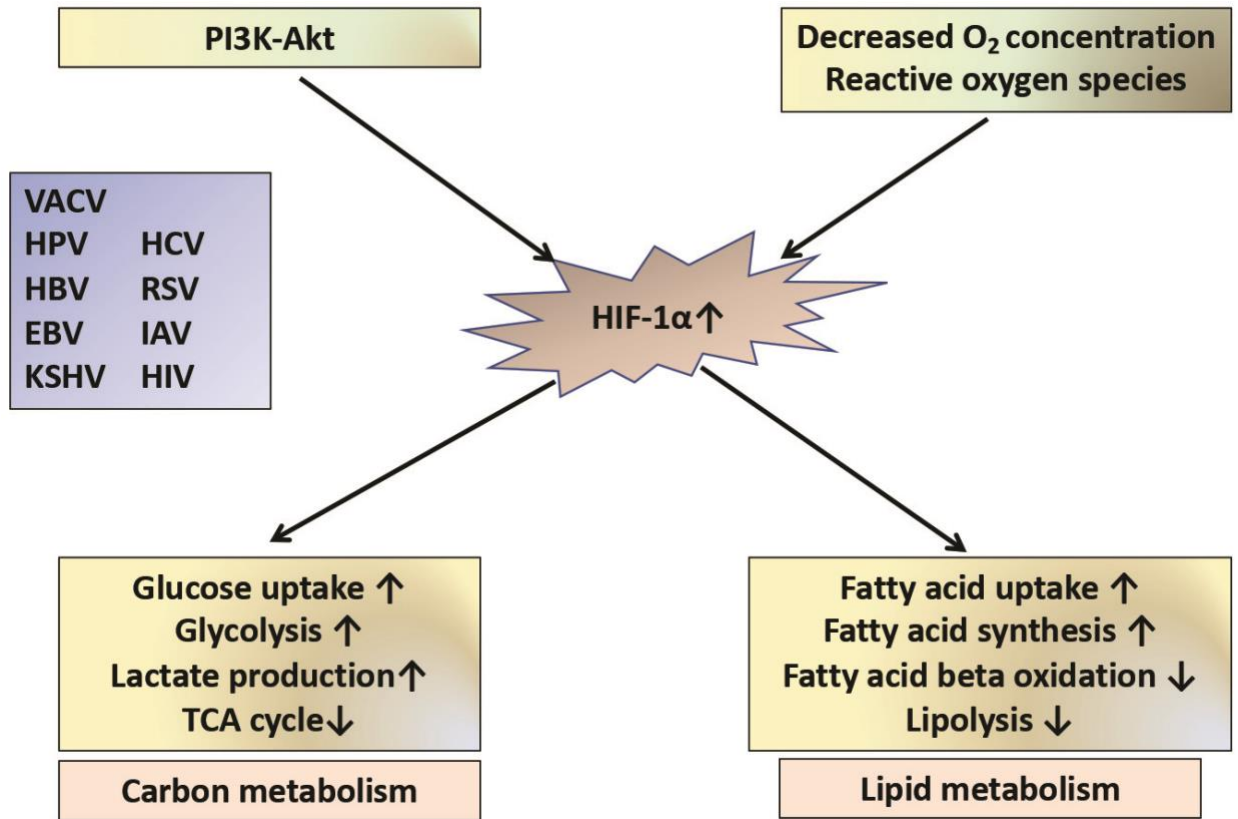 PI3K-Akt
Decreased O₂ concentration
Reactive oxygen species
VACV
HPV HCV
HBV RSV
EBV IAV
KSHV HIV
HIF-1α↑
Glucose uptake ↑
Glycolysis ↑
Lactate production↑
TCA cycle↓
Carbon metabolism
Fatty acid uptake ↑
Fatty acid synthesis ↑
Fatty acid beta oxidation ↓
Lipolysis ↓
Lipid metabolism